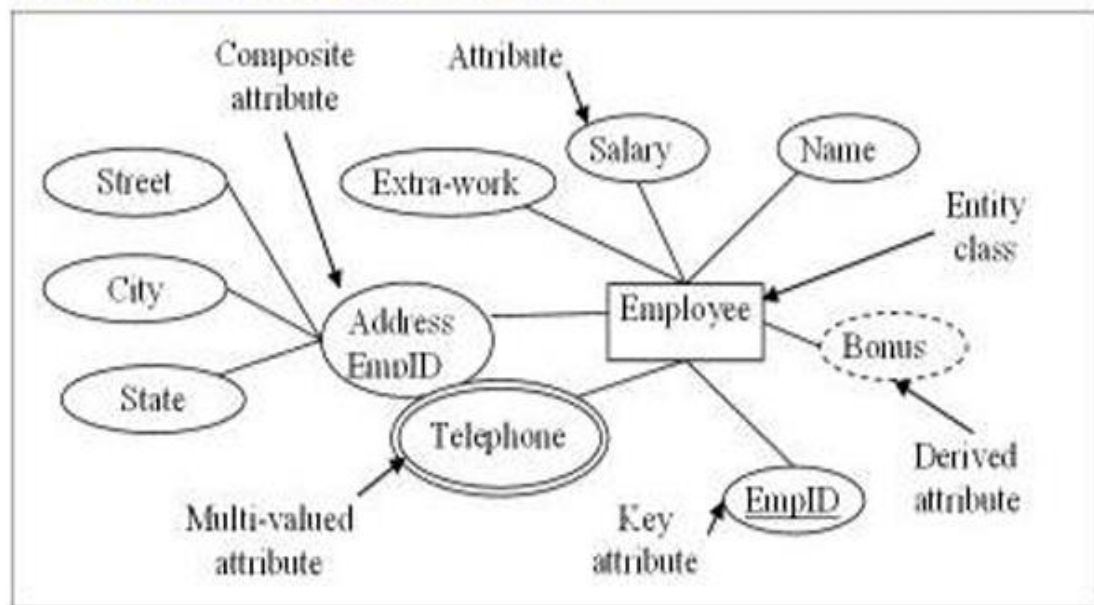 Composite
attribute
Attribute
Salary
Name
Street
Extra-work
Entity
class
City
Address
EmpID
Employee
Bonus
State
Telephone
Derived
attribute
Multi-valued
attribute
Key
attribute
EmpID